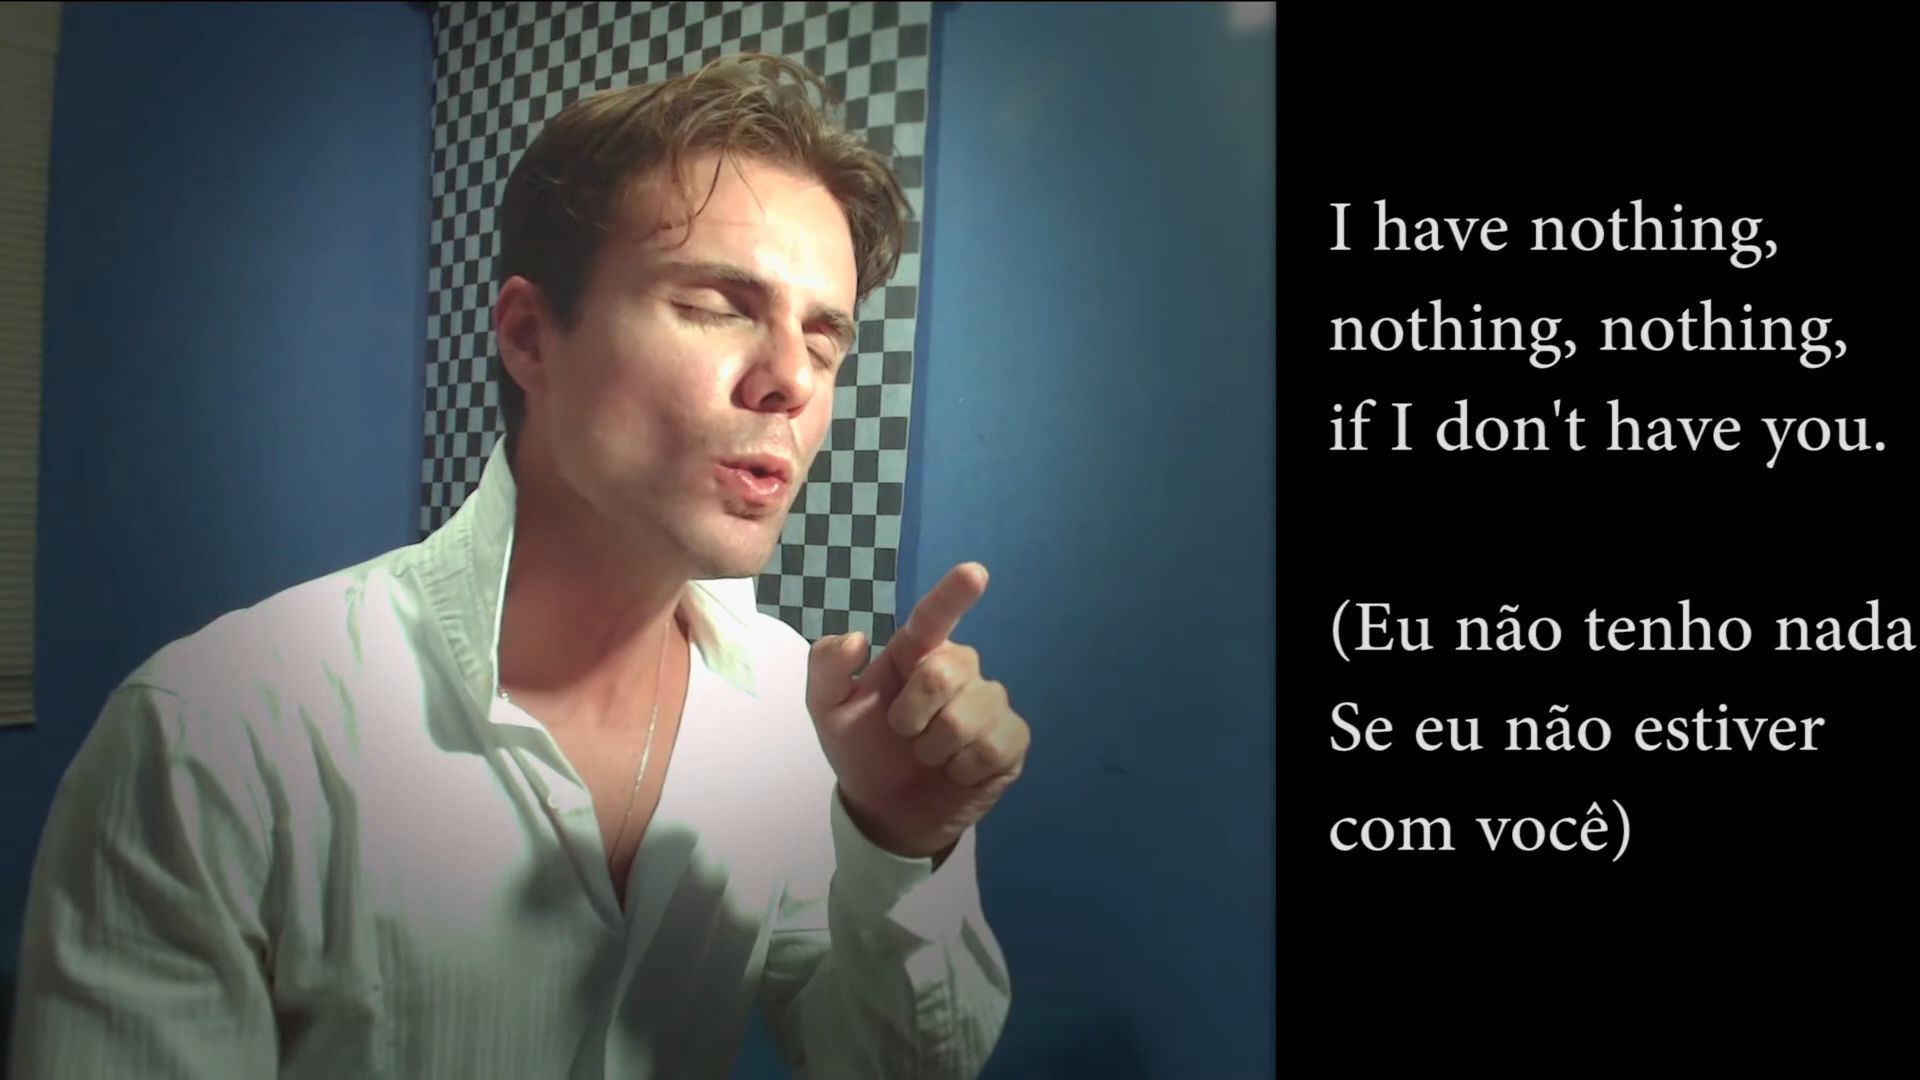 I have nothing,
nothing, nothing,
if I don't have you.
(Eu não tenho nada
Se eu não estiver
com você)